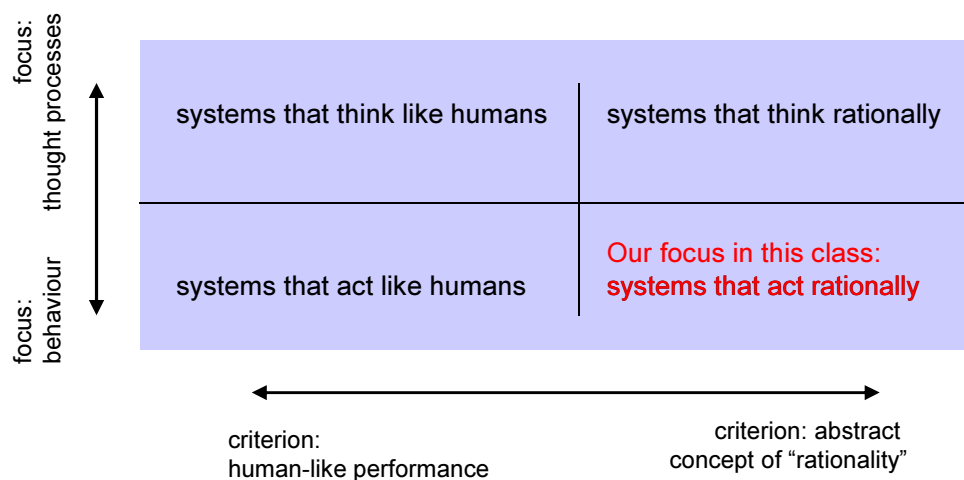 focus:
thought processes
systems that think like humans
systems that think rationally
focus:
behaviour
systems that act like humans
Our focus in this class:
systems that act rationally
criterion:
human-like performance
criterion: abstract
concept of “rationality”